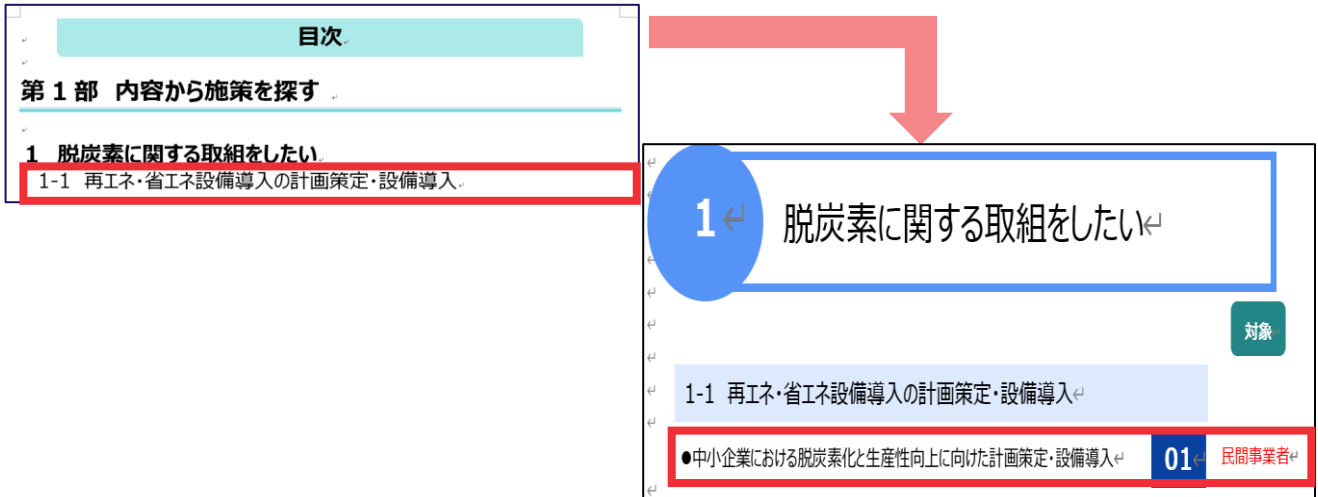 目次
第1部 内容から施策を探す
1 脱炭素に関する取組をしたい
1-1 再エネ・省エネ設備導入の計画策定・設備導入
1 脱炭素に関する取組をしたい
対象
1-1 再エネ・省エネ設備導入の計画策定・設備導入
●中小企業における脱炭素化と生産性向上に向けた計画策定・設備導入 01 民間事業者